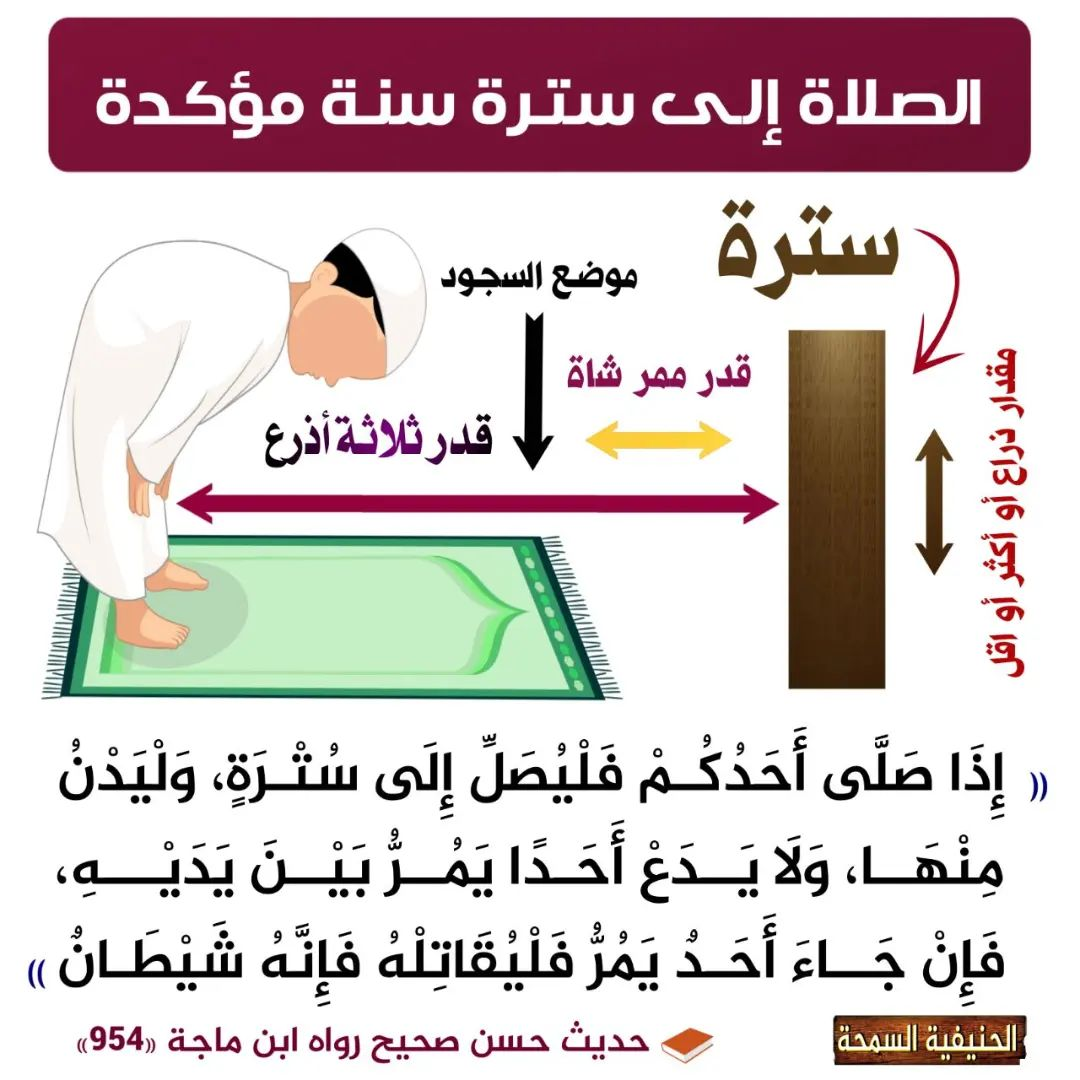 الصلاة إلى سترة سنة مؤكدة
سترة
موضع السجود
قدر ممر شاة
قدر ثلاثة أذرع
مقدار ذراع أو أكثر أو اقل
(( إِذَا صَلَّى أَحَدُكُمْ فَلْيُصَلِّ إِلَى سُتْرَةٍ، وَلْيَدْنُ
مِنْهَا، وَلَا يَدَعْ أَحَدًا يَمُرُّ بَيْنَ يَدَيْهِ،
فَإِنْ جَاءَ أَحَدٌ يَمُرُّ فَلْيُقَاتِلْهُ فَإِنَّهُ شَيْطَانٌ ))
حديث حسن صحيح رواه ابن ماجة «954»
الحنيفية السمحة